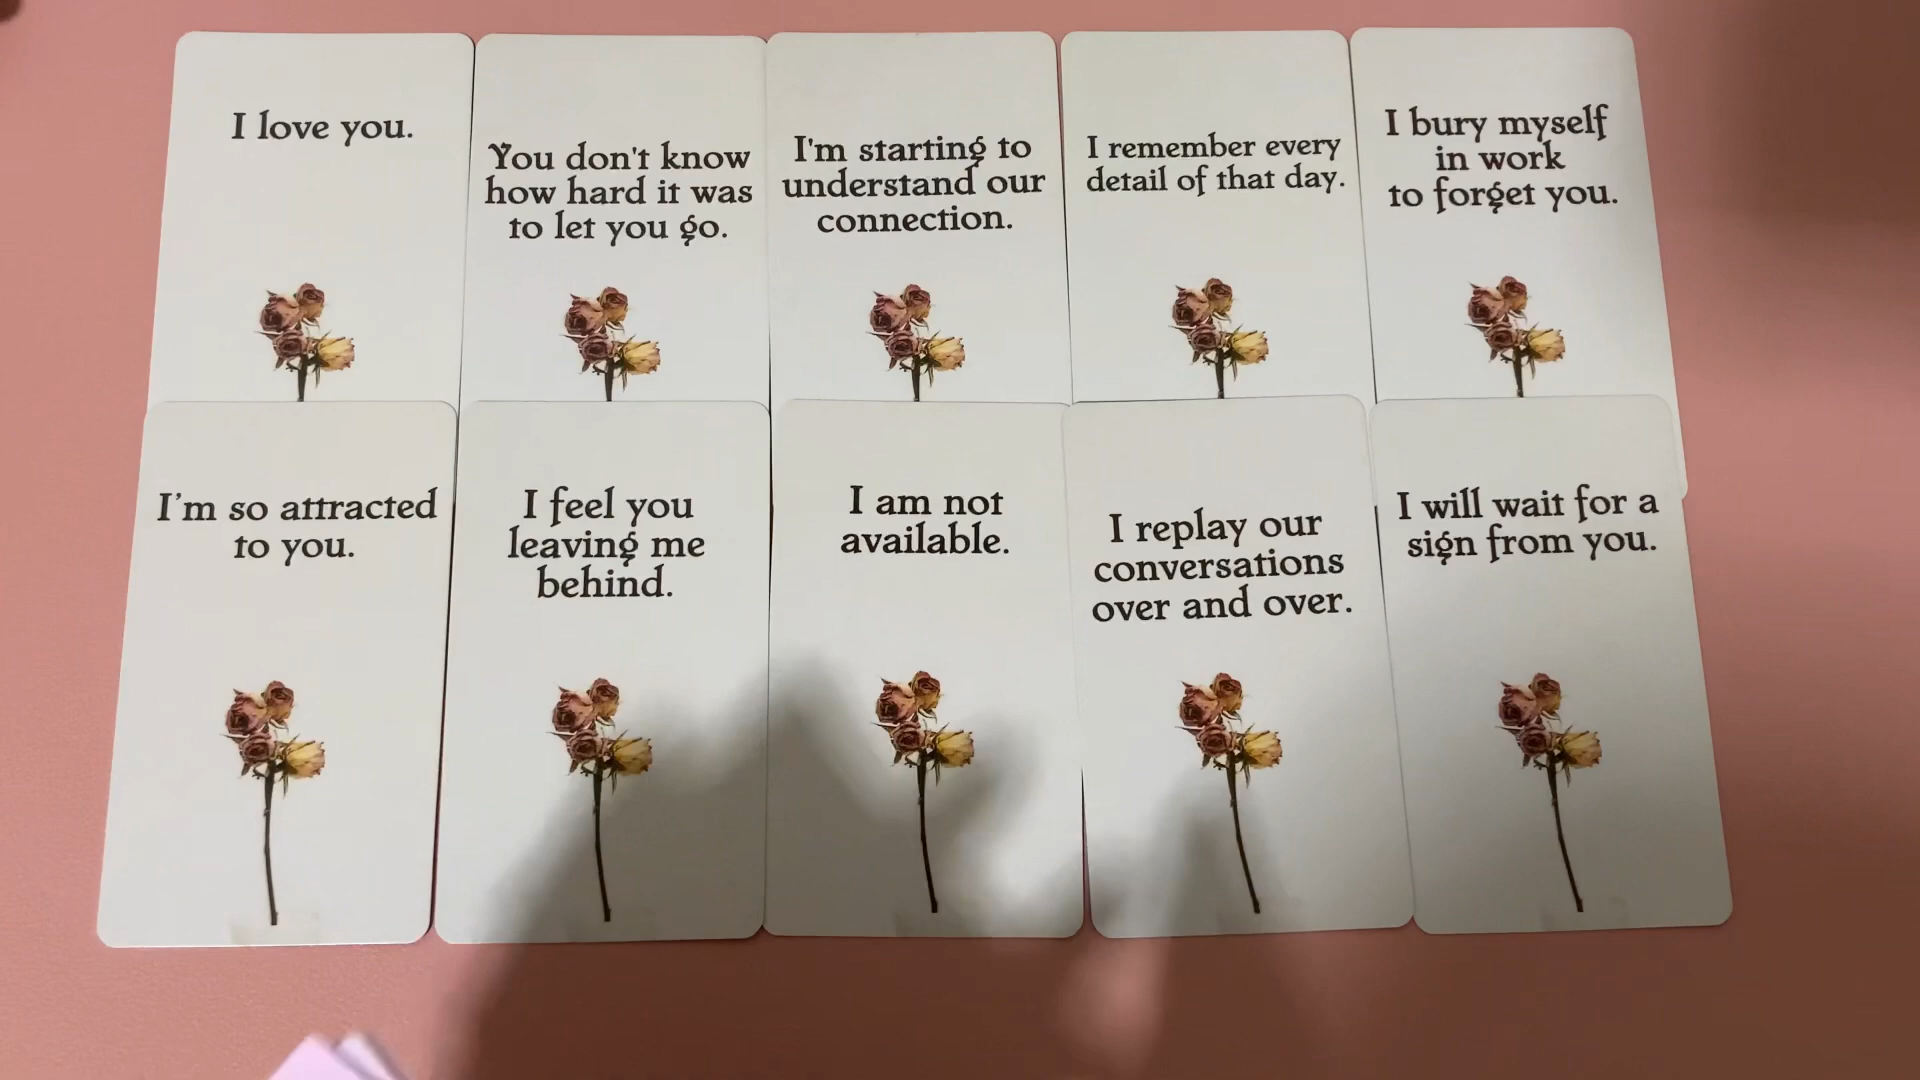 I love you.
You don't know
how hard it was
to let you go.
I'm starting to
understand our
connection.
I remember every
detail of that day.
I bury myself
in work
to forget you.
I'm so attracted
to you.
I feel you
leaving me
behind.
I am not
available.
I replay our
conversations
over and over.
I will wait for a
sign from you.